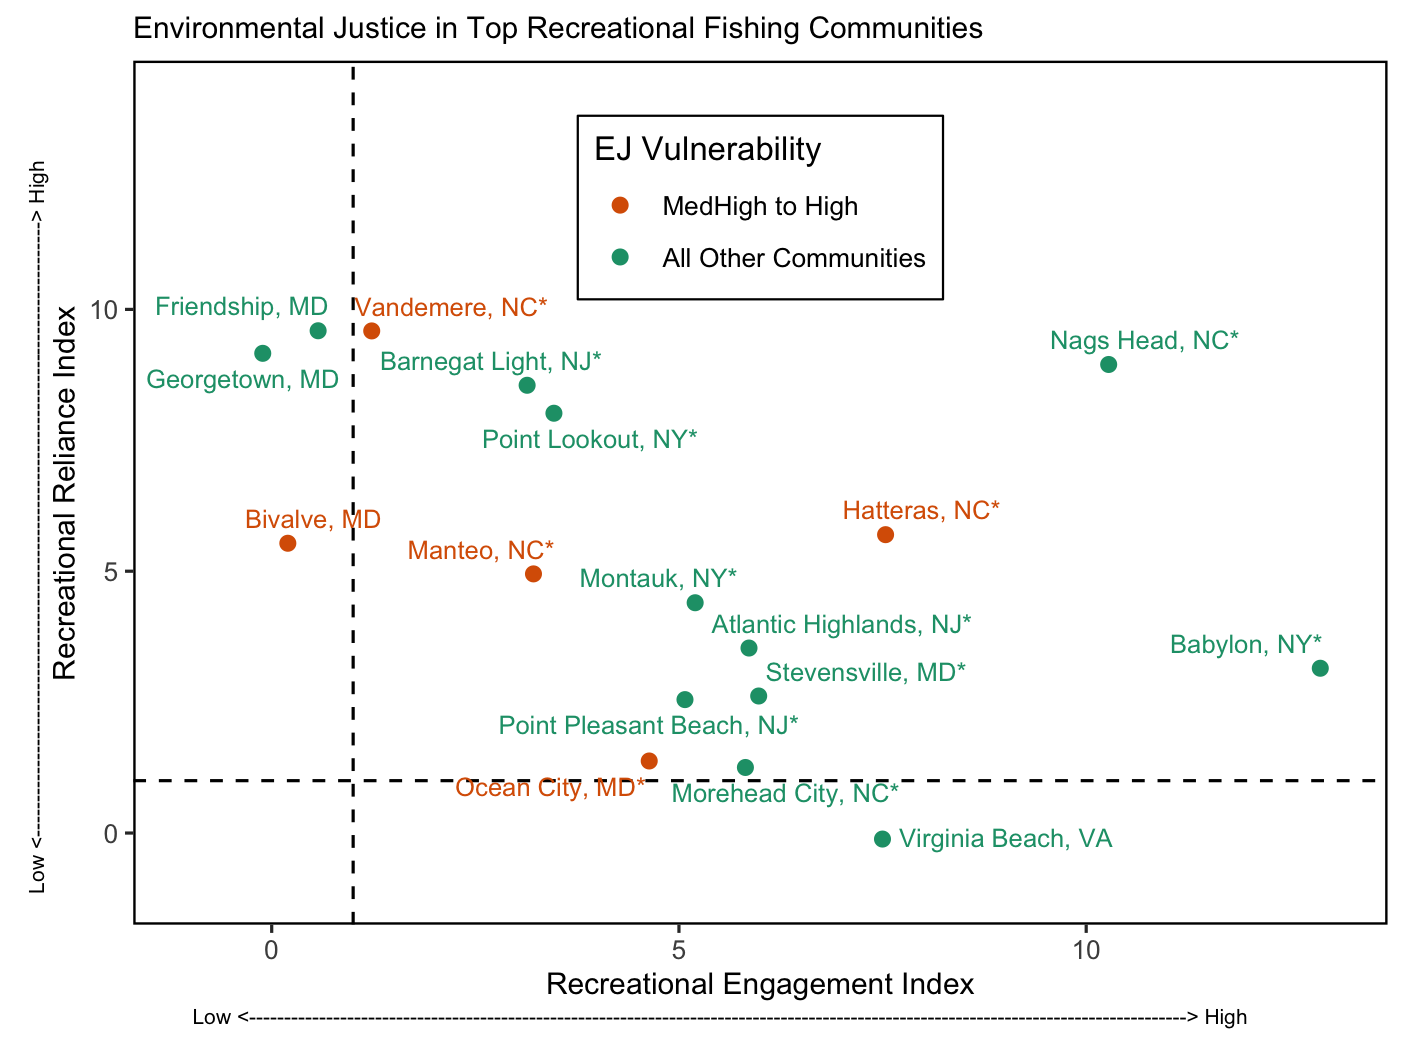 Environmental Justice in Top Recreational Fishing Communities
EJ Vulnerability
MedHigh to High
All Other Communities
Friendship, MD
Vandemere, NC*
Georgetown, MD
Barnegat Light, NJ*
Nags Head, NC*
Point Lookout, NY*
Bivalve, MD
Hatteras, NC*
Manteo, NC*
Montauk, NY*
Atlantic Highlands, NJ*
Babylon, NY*
Stevensville, MD*
Point Pleasant Beach, NJ*
Ocean City, MD*
Morehead City, NC*
Virginia Beach, VA
10
5
0
Recreational Reliance Index
Low <-----------------------------------------------------------------------------------------> High
0
5
10
Recreational Engagement Index
Low <--------------------------------------------------------------------------------------------------------------------------------------> High